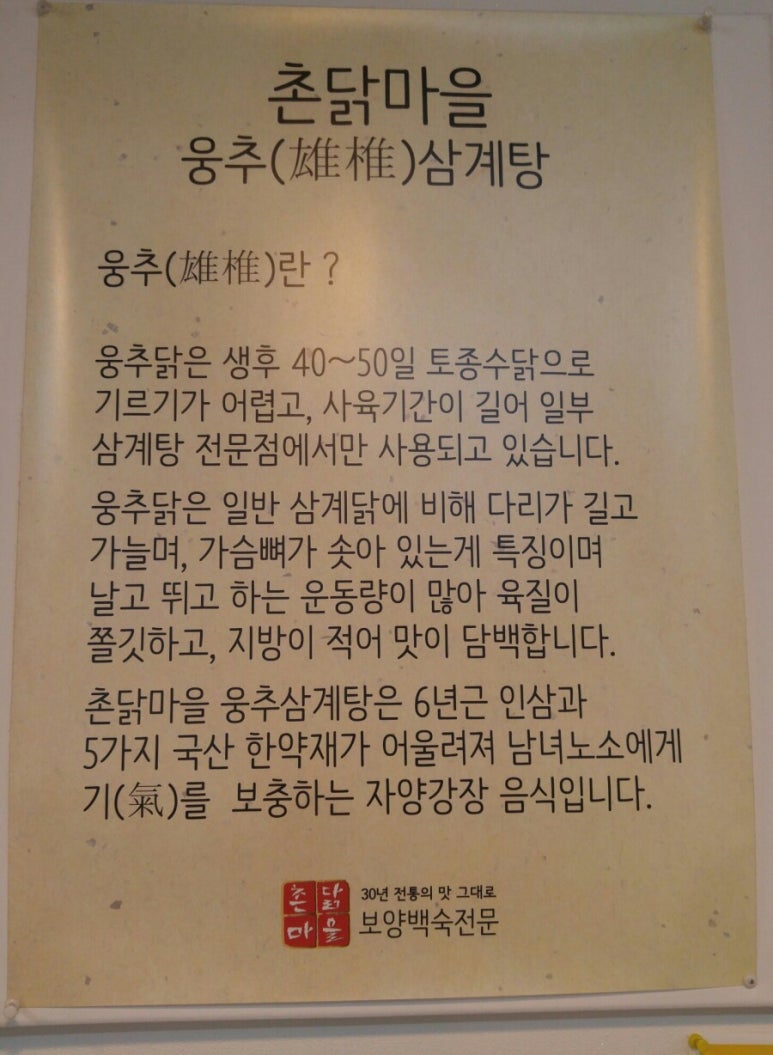 촌닭마을
웅추(雄椎)삼계탕
웅추(雄椎)란 ?
웅추닭은 생후 40~50일 토종수닭으로
기르기가 어렵고, 사육기간이 길어 일부
삼계탕 전문점에서만 사용되고 있습니다.
웅추닭은 일반 삼계닭에 비해 다리가 길고
가늘며, 가슴뼈가 솟아 있는게 특징이며
날고 뛰고 하는 운동량이 많아 육질이
쫄깃하고, 지방이 적어 맛이 담백합니다.
촌닭마을 웅추삼계탕은 6년근 인삼과
5가지 국산 한약재가 어울려져 남녀노소에게
기(氣)를 보충하는 자양강장 음식입니다.
촌닭
마을
30년 전통의 맛 그대로
보양백숙전문